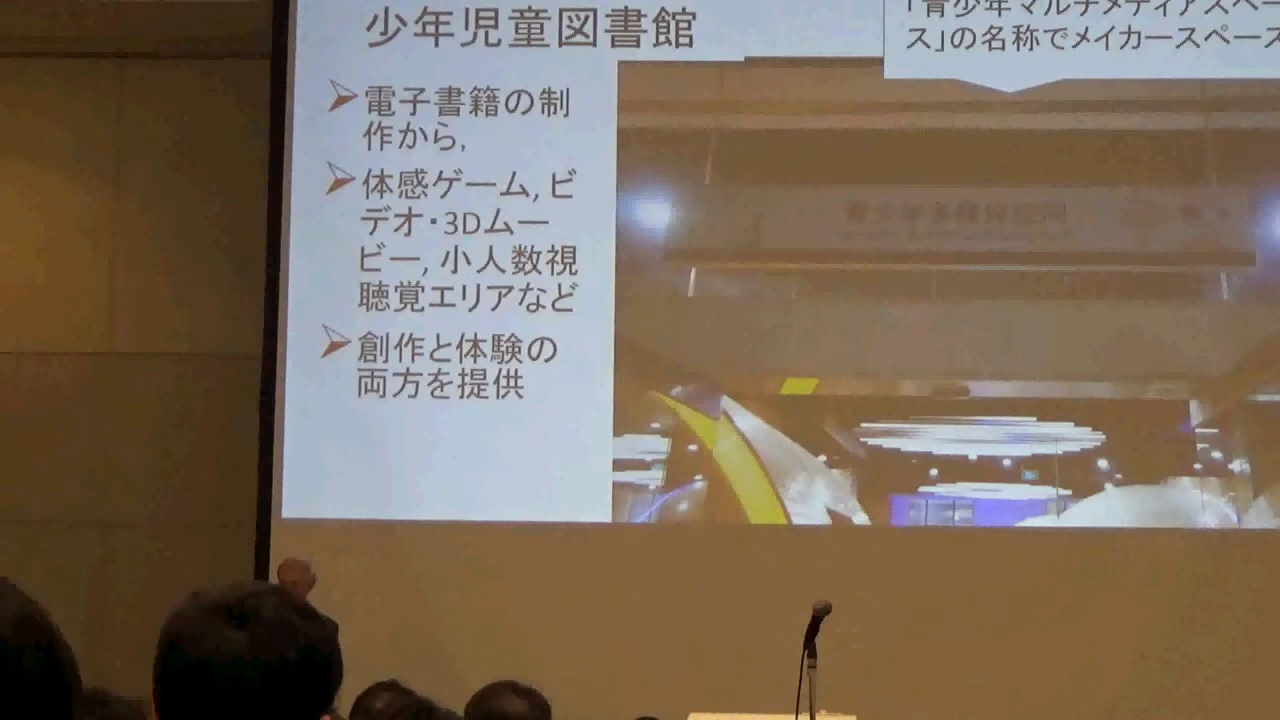 少年児童図書館
「青少年マルチメディアスペー
ス」の名称でメイカースペース
電子書籍の制
作から,
体感ゲーム, ビ
デオ・3Dムー
ビー, 小人数視
聴覚エリアなど
創作と体験の
両方を提供